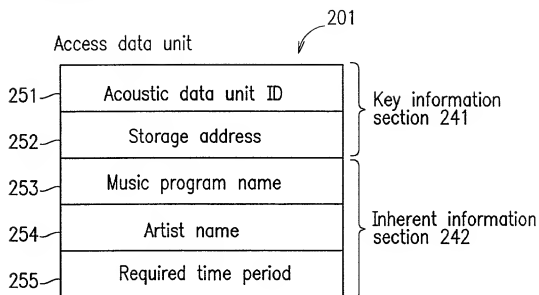 201
Access data unit
251
Acoustic data unit ID
Key information
section 241
252
Storage address
253
Music program name
254
Artist name
Inherent information
section 242
255
Required time period